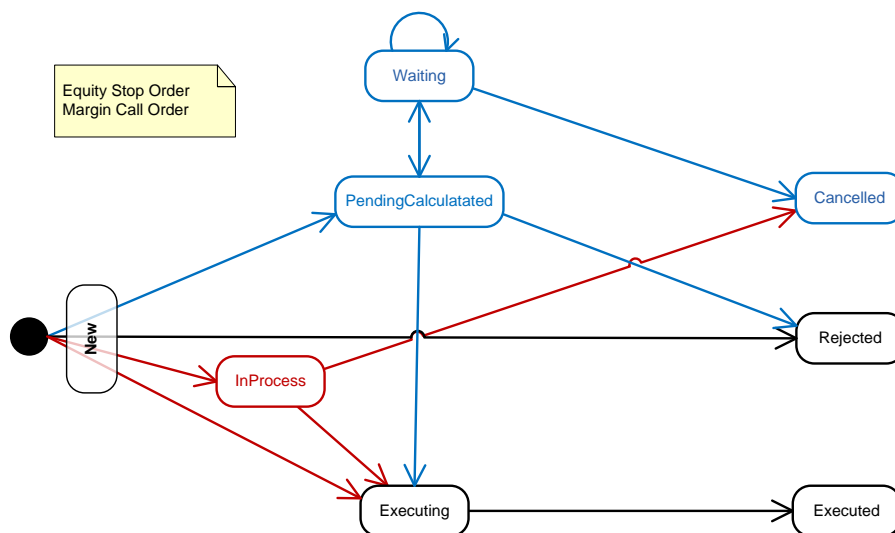 Waiting
Equity Stop Order
Margin Call Order
PendingCalculatated
Cancelled
New
Rejected
InProcess
Executing
Executed